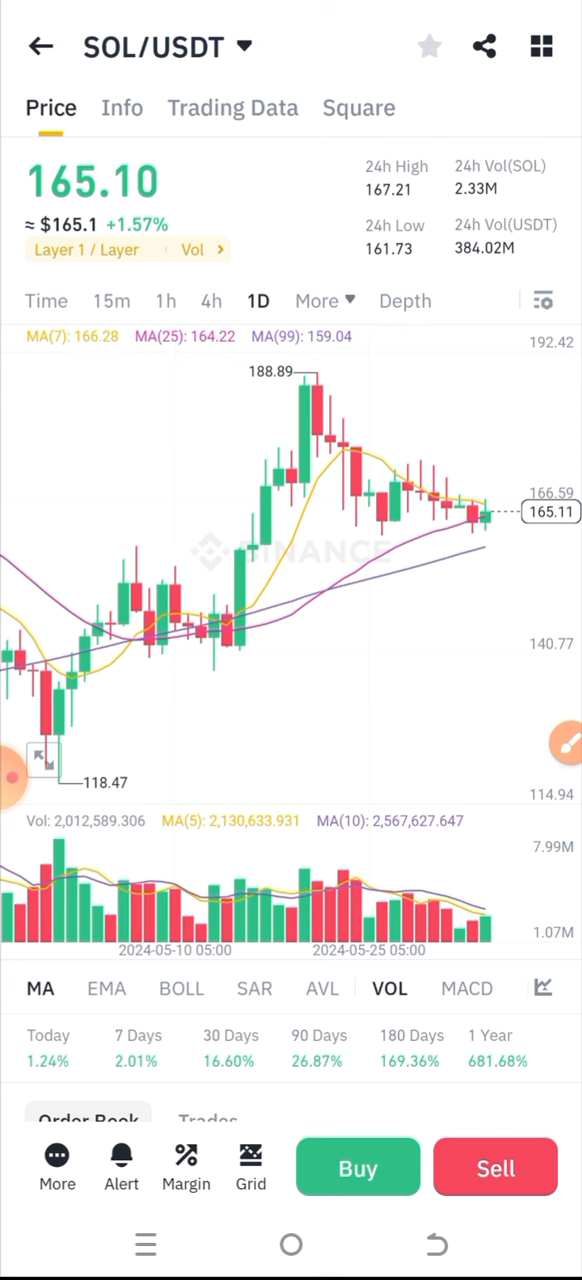 SOL/USDT
Price Info Trading Data Square
165.10
≈ $165.1 +1.57%
Layer 1 / Layer Vol
24h High
167.21
24h Vol(SOL)
2.33M
24h Low
161.73
24h Vol(USDT)
384.02M
Time 15m 1h 4h 1D More Depth
MA(7): 166.28 MA(25): 164.22 MA(99): 159.04
192.42
188.89
166.59
165.11
BINANCE
140.77
118.47
114.94
Vol: 2,012,589.306 MA(5): 2,130,633.931 MA(10): 2,567,627.647
7.99M
1.07M
2024-05-10 05:00 2024-05-25 05:00
MA EMA BOLL SAR AVL VOL MACD
Today 7 Days 30 Days 90 Days 180 Days 1 Year
1.24% 2.01% 16.60% 26.87% 169.36% 681.68%
Order Book Trades
More Alert Margin Grid Buy Sell